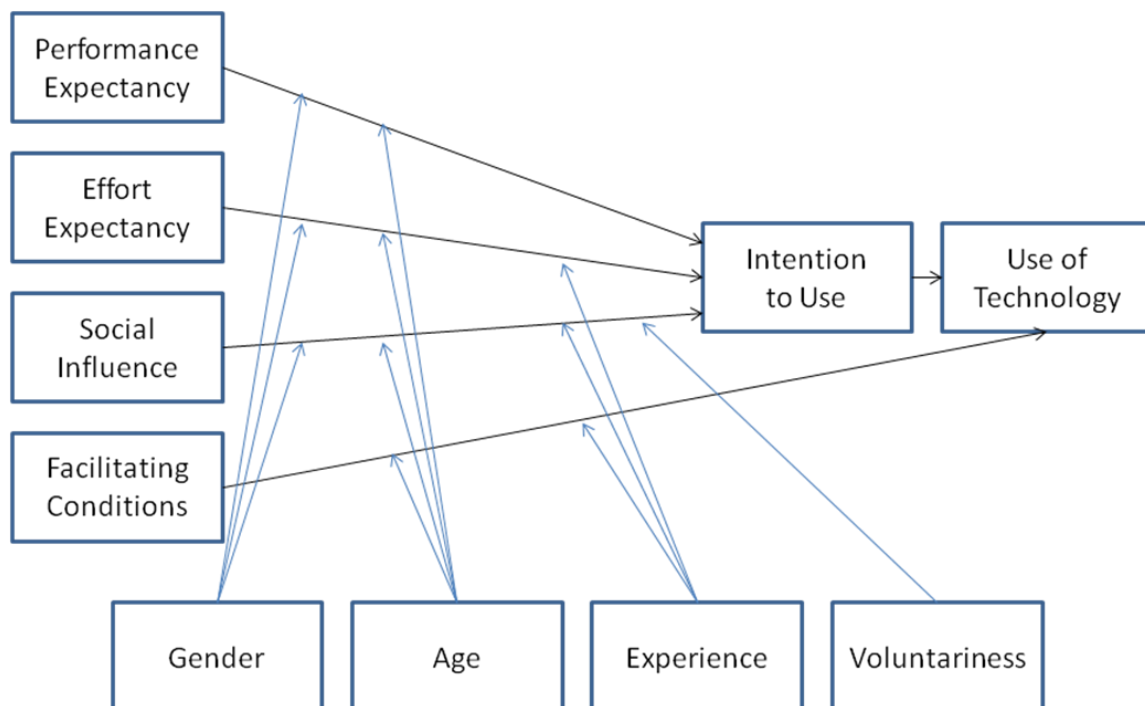 Performance
Expectancy
Effort
Expectancy
Social
Influence
Facilitating
Conditions
Intention
to Use
Use of
Technology
Gender
Age
Experience
Voluntariness